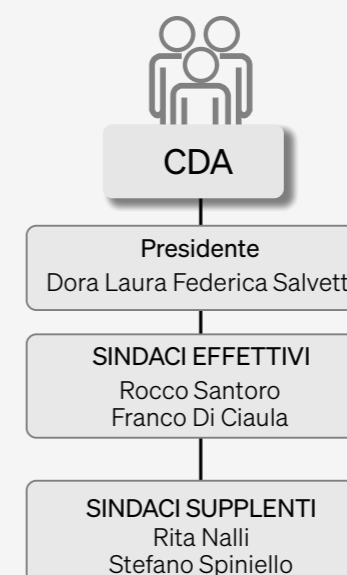 CDA
Presidente
Dora Laura Federica Salvett
SINDACI EFFETTIVI
Rocco Santoro
Franco Di Ciaula
SINDACI SUPPLENTI
Rita Nalli
Stefano Spiniello